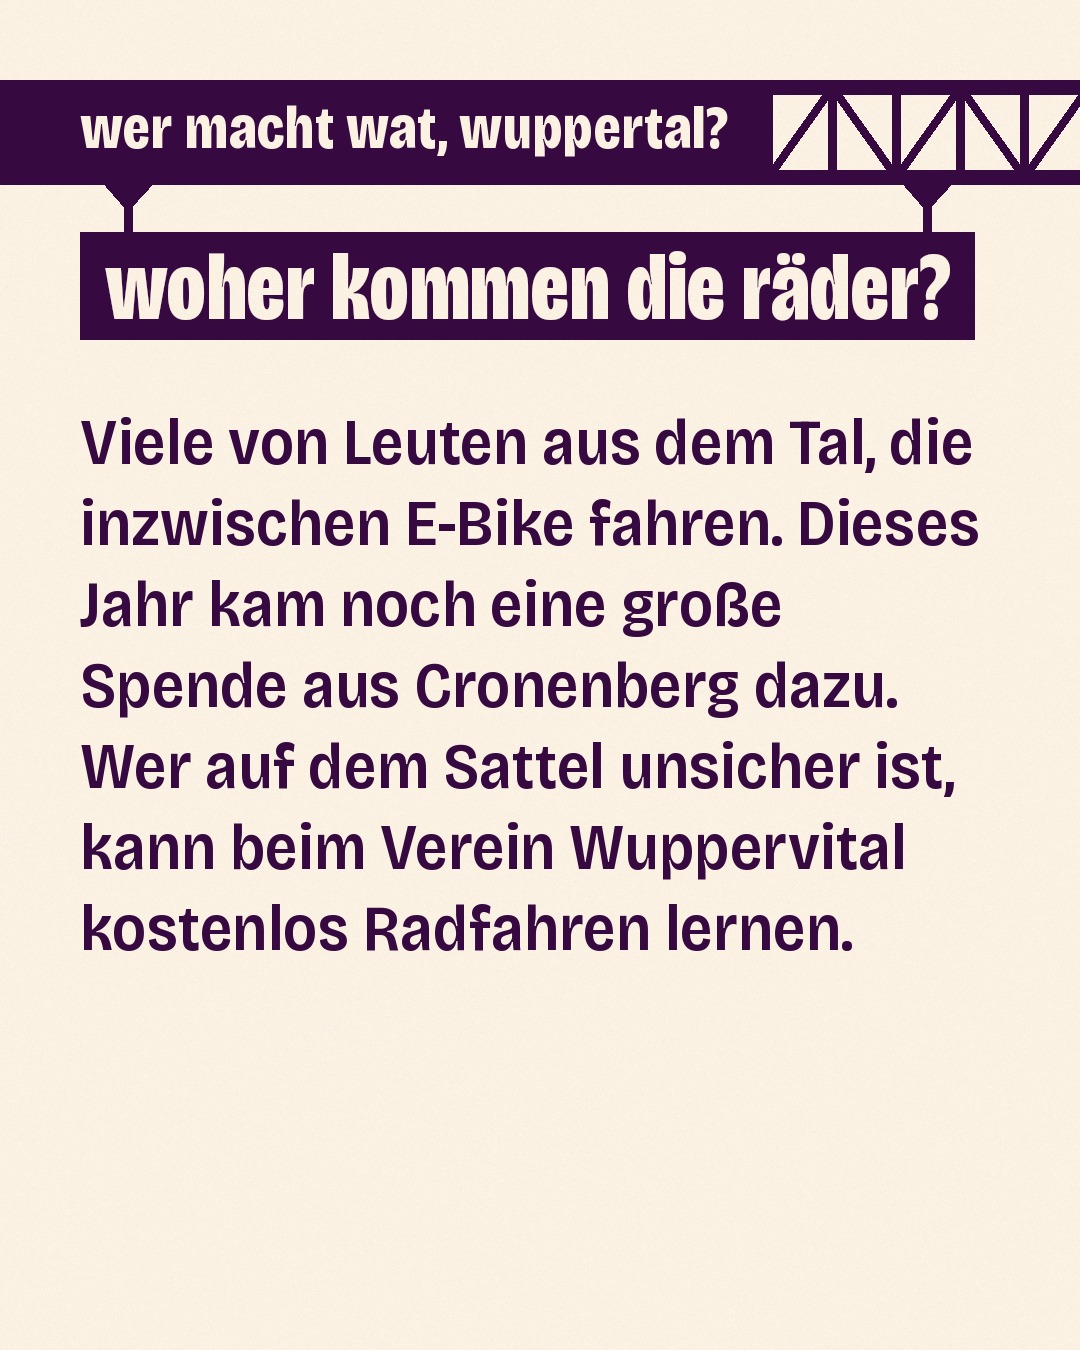 wer macht wat, wuppertal?
woher kommen die räder?
Viele von Leuten aus dem Tal, die
inzwischen E-Bike fahren. Dieses
Jahr kam noch eine große
Spende aus Cronenberg dazu.
Wer auf dem Sattel unsicher ist,
kann beim Verein Wuppervital
kostenlos Radfahren lernen.